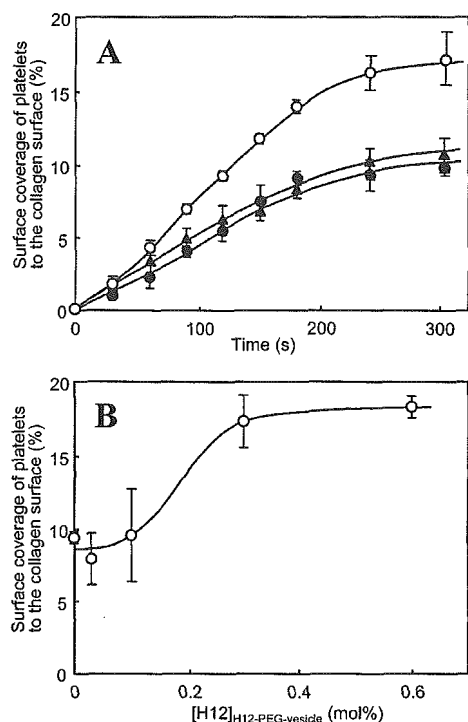 A
Surface coverage of platelets
to the collagen surface (%)
20
15
10
5
0
0
100
200
300
Time (s)
B
Surface coverage of platelets
to the collagen surface (%)
20
15
10
5
0
0
0.2
0.4
0.6
[H12]H12-PEG-vesicle (mol%)